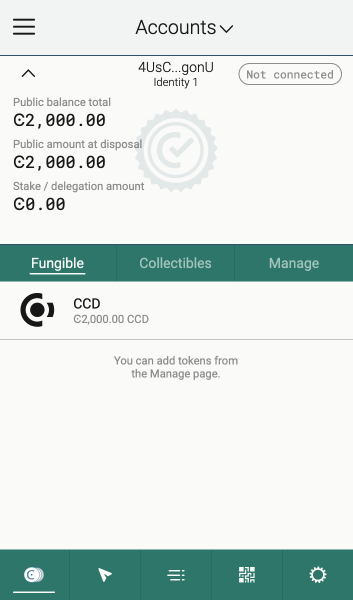 Accounts
4UsC...gonU
Identity 1
Not connected
Public balance total
Ͼ2,000.00
Public amount at disposal
Ͼ2,000.00
Stake / delegation amount
Ͼ0.00
Fungible
Collectibles
Manage
CCD
Ͼ2,000.00 CCD
You can add tokens from
the Manage page.